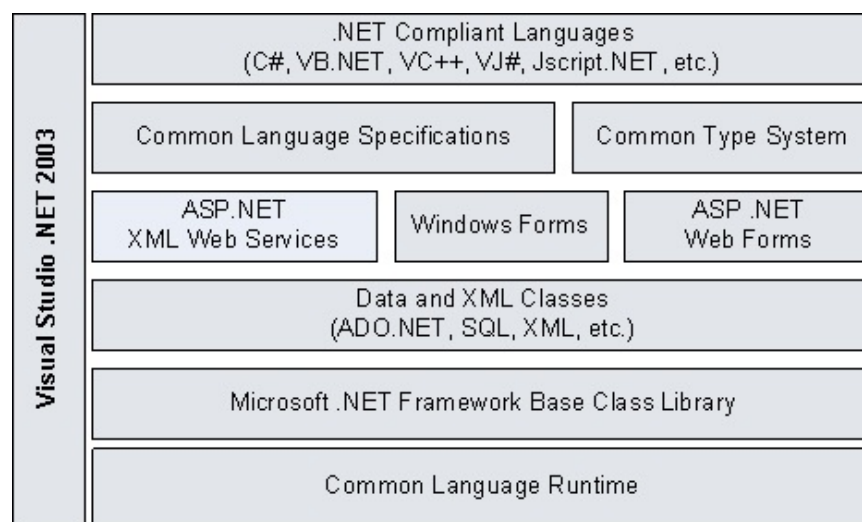 Visual Studio .NET 2003
.NET Compliant Languages
(C#, VB.NET, VC++, VJ#, Jscript.NET, etc.)
Common Language Specifications
Common Type System
ASP.NET
XML Web Services
Windows Forms
ASP .NET
Web Forms
Data and XML Classes
(ADO.NET, SQL, XML, etc.)
Microsoft .NET Framework Base Class Library
Common Language Runtime